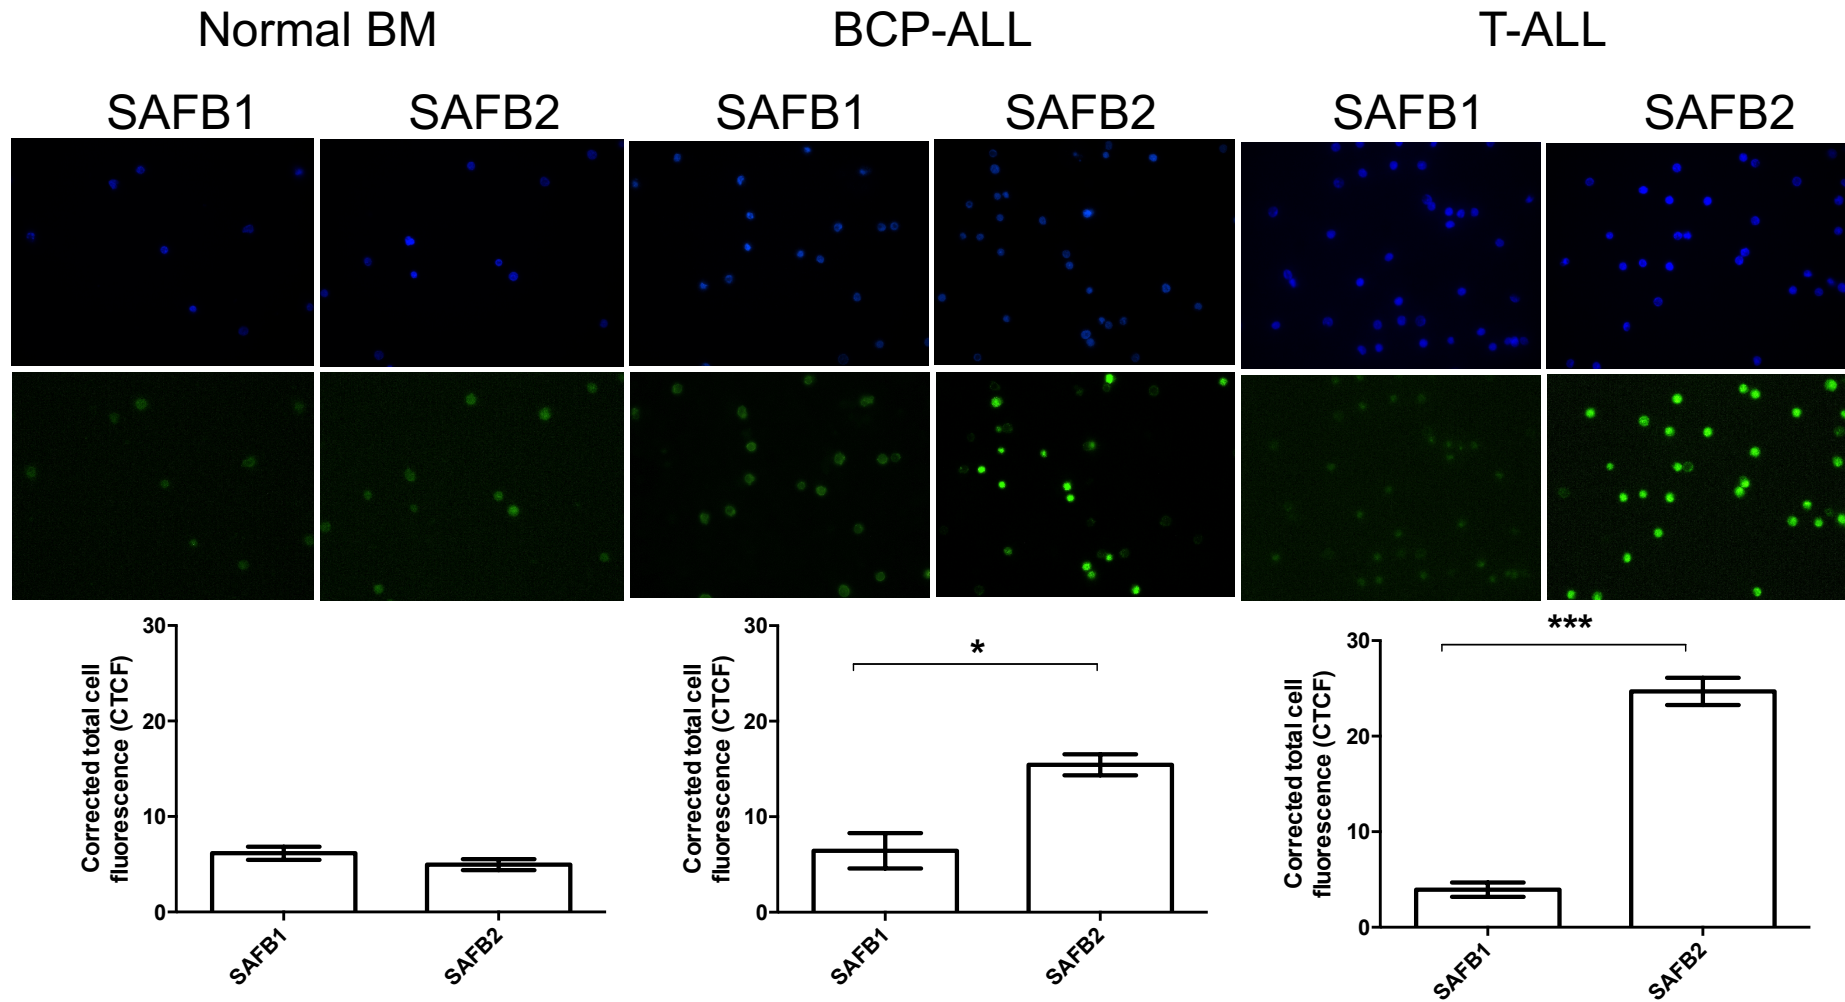 Normal BM
BCP-ALL
T-ALL
SAFB1
SAFB2
SAFB1
SAFB2
SAFB1
SAFB2
Corrected total cell
fluorescence (CTCF)
30
20
10
0
SAFB1
SAFB2
Corrected total cell
fluorescence (CTCF)
30
20
10
0
*
SAFB1
SAFB2
Corrected total cell
fluorescence (CTCF)
30
20
10
0
***
SAFB1
SAFB2